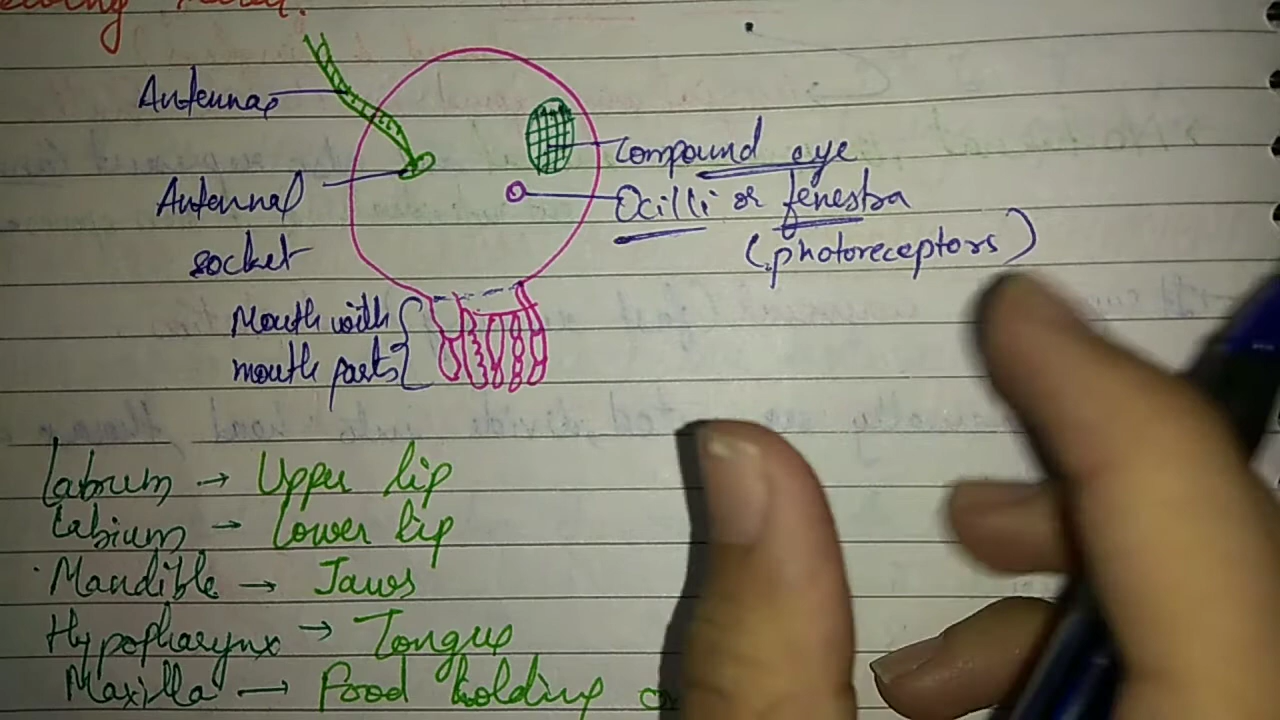 Antennae
Compound eye
Antennal
socket
Ocilli or fenestra
(photoreceptors)
Mouth with
mouth parts
Labrum → Upper lip
Labium → Lower lip
Mandible → Jaws
Hypopharynx → Tongue
Maxilla → Food holding